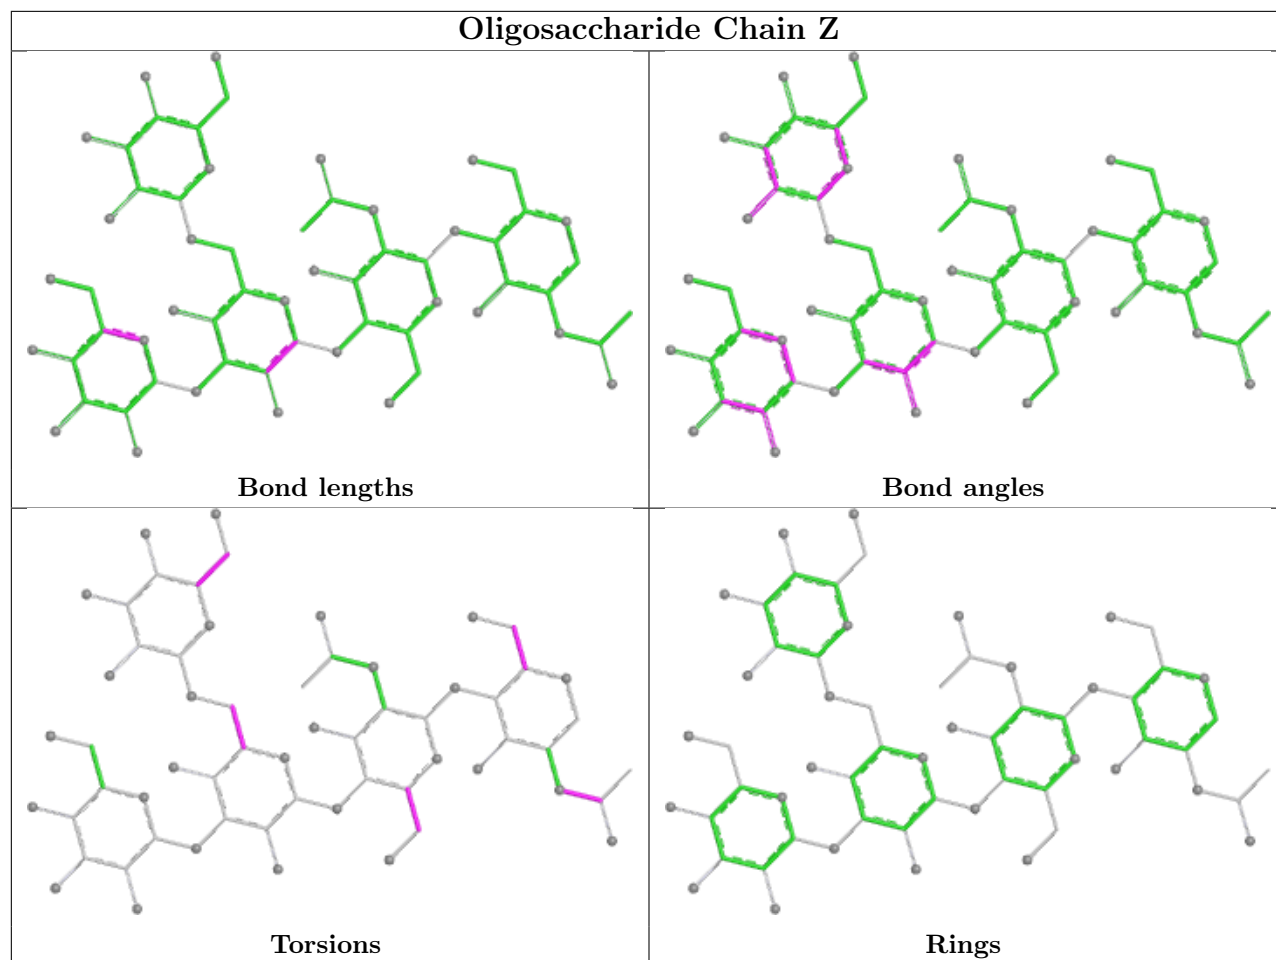 Oligosaccharide Chain Z
Bond lengths
Bond angles
Torsions
Rings